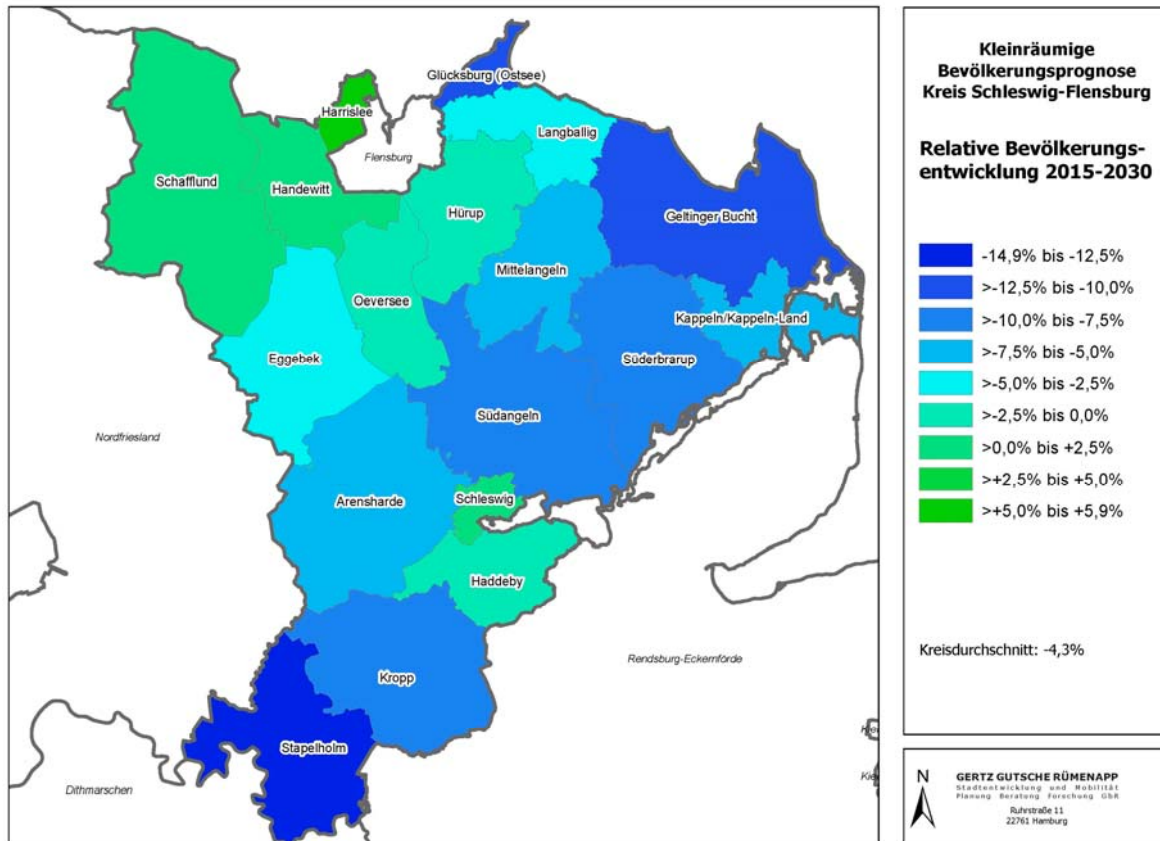 Glücksburg (Ostsee)
Harrislee
Langballig
Flensburg
Schafflund
Handewitt
Hürup
Geltinger Bucht
Mittelangeln
Oeversee
Kappeln/Kappeln-Land
Eggebek
Süderbrarup
Südangeln
Nordfriesland
Arensharde
Schleswig
Haddeby
Rendsburg-Eckernförde
Kropp
Stapelholm
Dithmarschen
Kleinräumige
Bevölkerungsprognose
Kreis Schleswig-Flensburg
Relative Bevölkerungs-
entwicklung 2015-2030
-14,9% bis -12,5%
>-12,5% bis -10,0%
>-10,0% bis -7,5%
>-7,5% bis -5,0%
>-5,0% bis -2,5%
>-2,5% bis 0,0%
>0,0% bis +2,5%
>+2,5% bis +5,0%
>+5,0% bis +5,9%
Kreisdurchschnitt: -4,3%
N
GERTZ GUTSCHE RÜMENAPP
Stadtentwicklung und Mobilität
Planung Beratung Forschung GbR
Ruhrstraße 11
22761 Hamburg